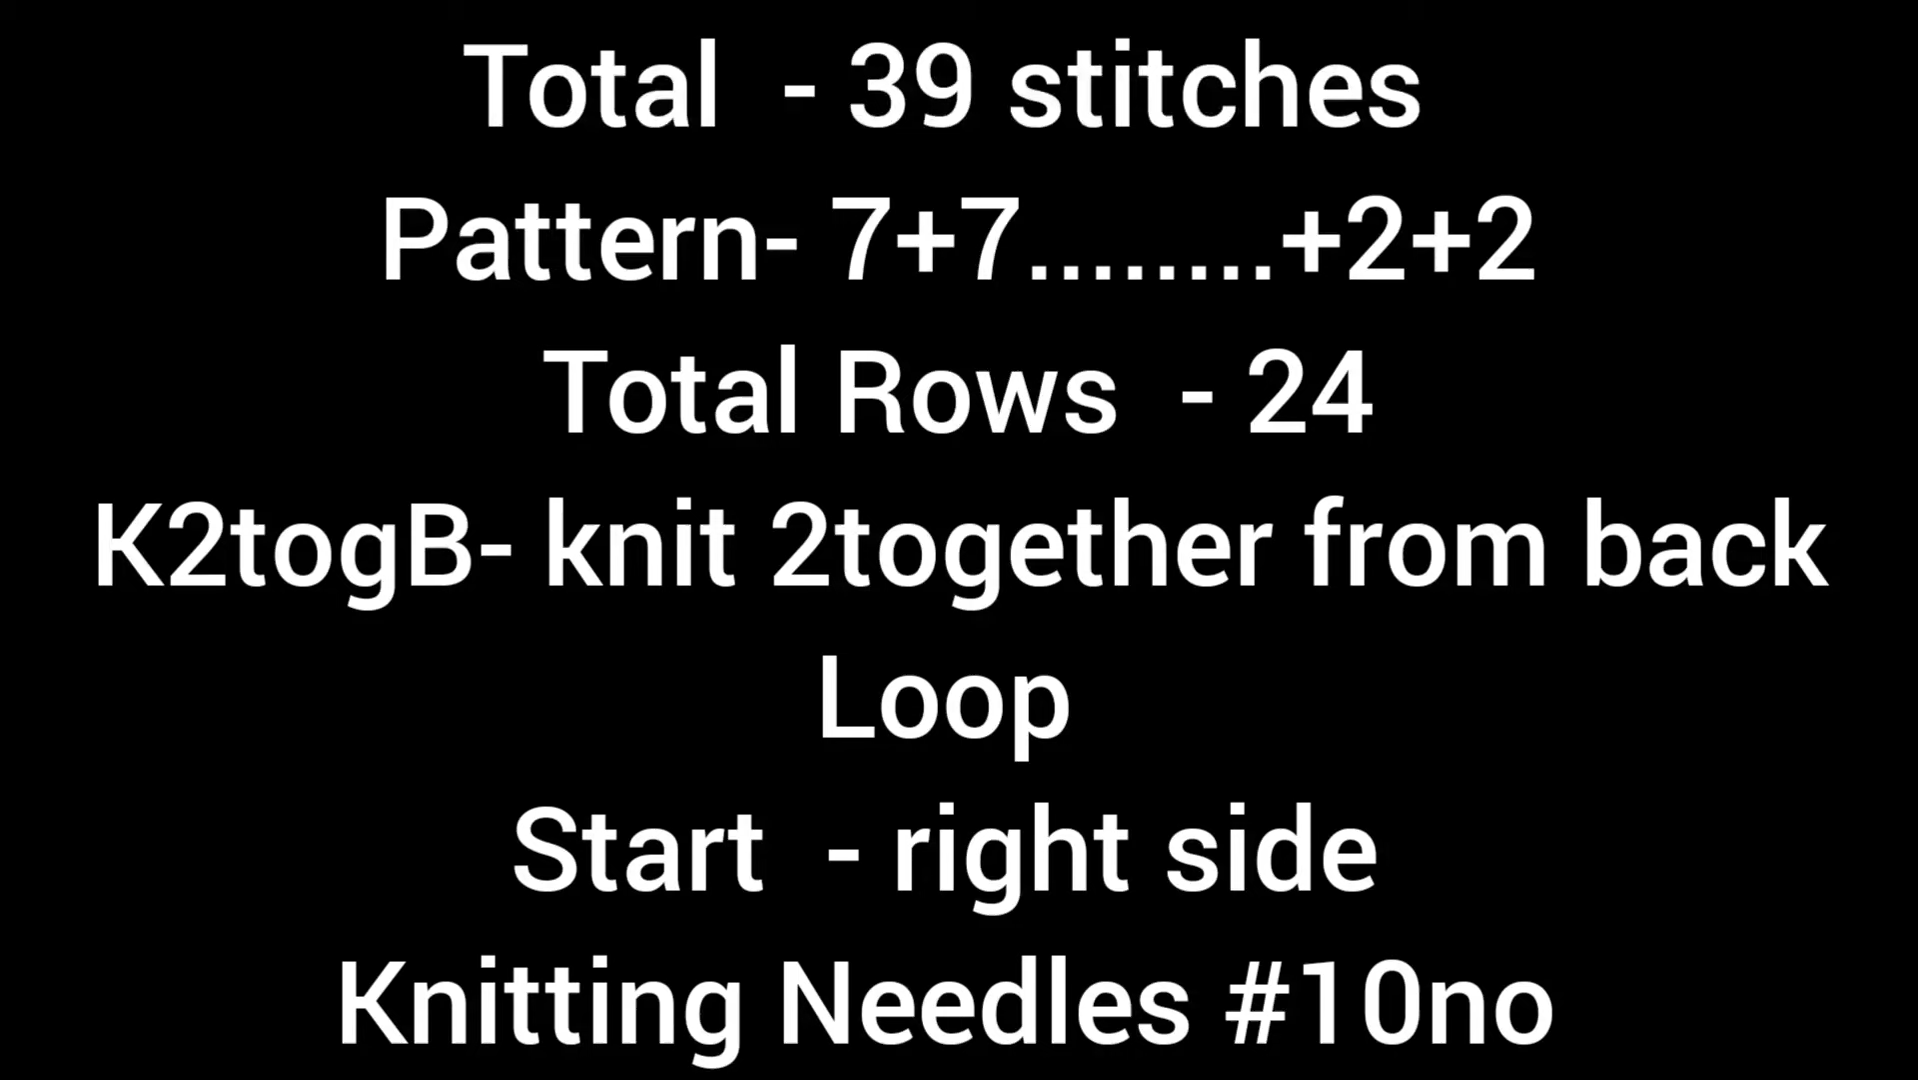 Total - 39 stitches
Pattern- 7+7........+2+2
Total Rows - 24
K2togB- knit 2together from back
Loop
Start - right side
Knitting Needles #10no